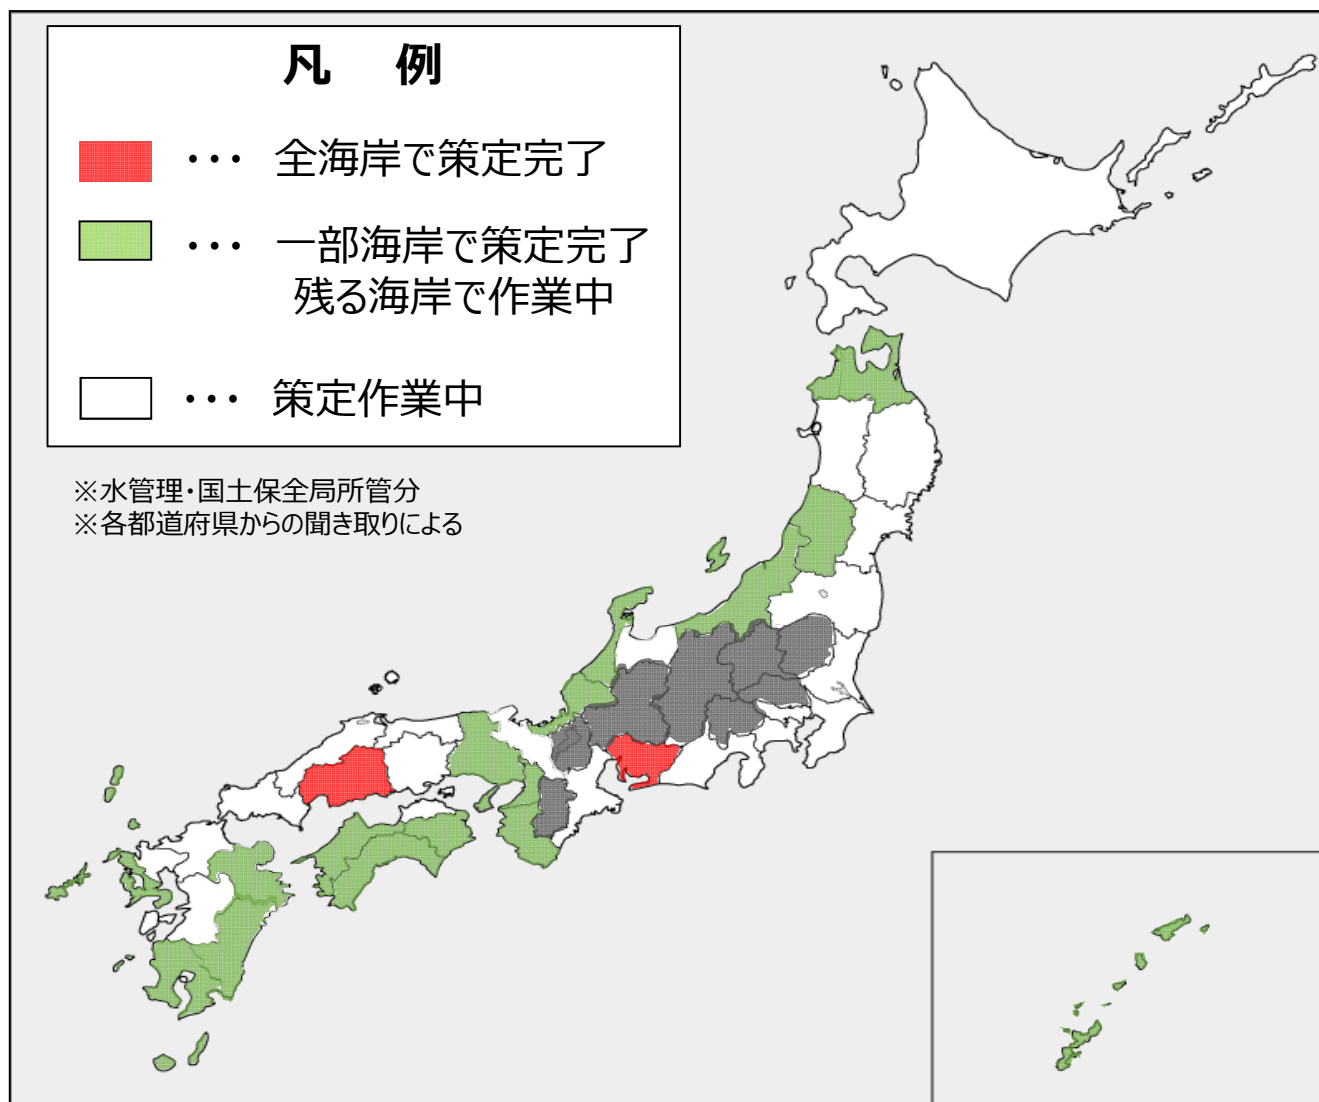 凡　例
・・・ 全海岸で策定完了
・・・ 一部海岸で策定完了
残る海岸で作業中
・・・ 策定作業中
※水管理・国土保全局所管分
※各都道府県からの聞き取りによる